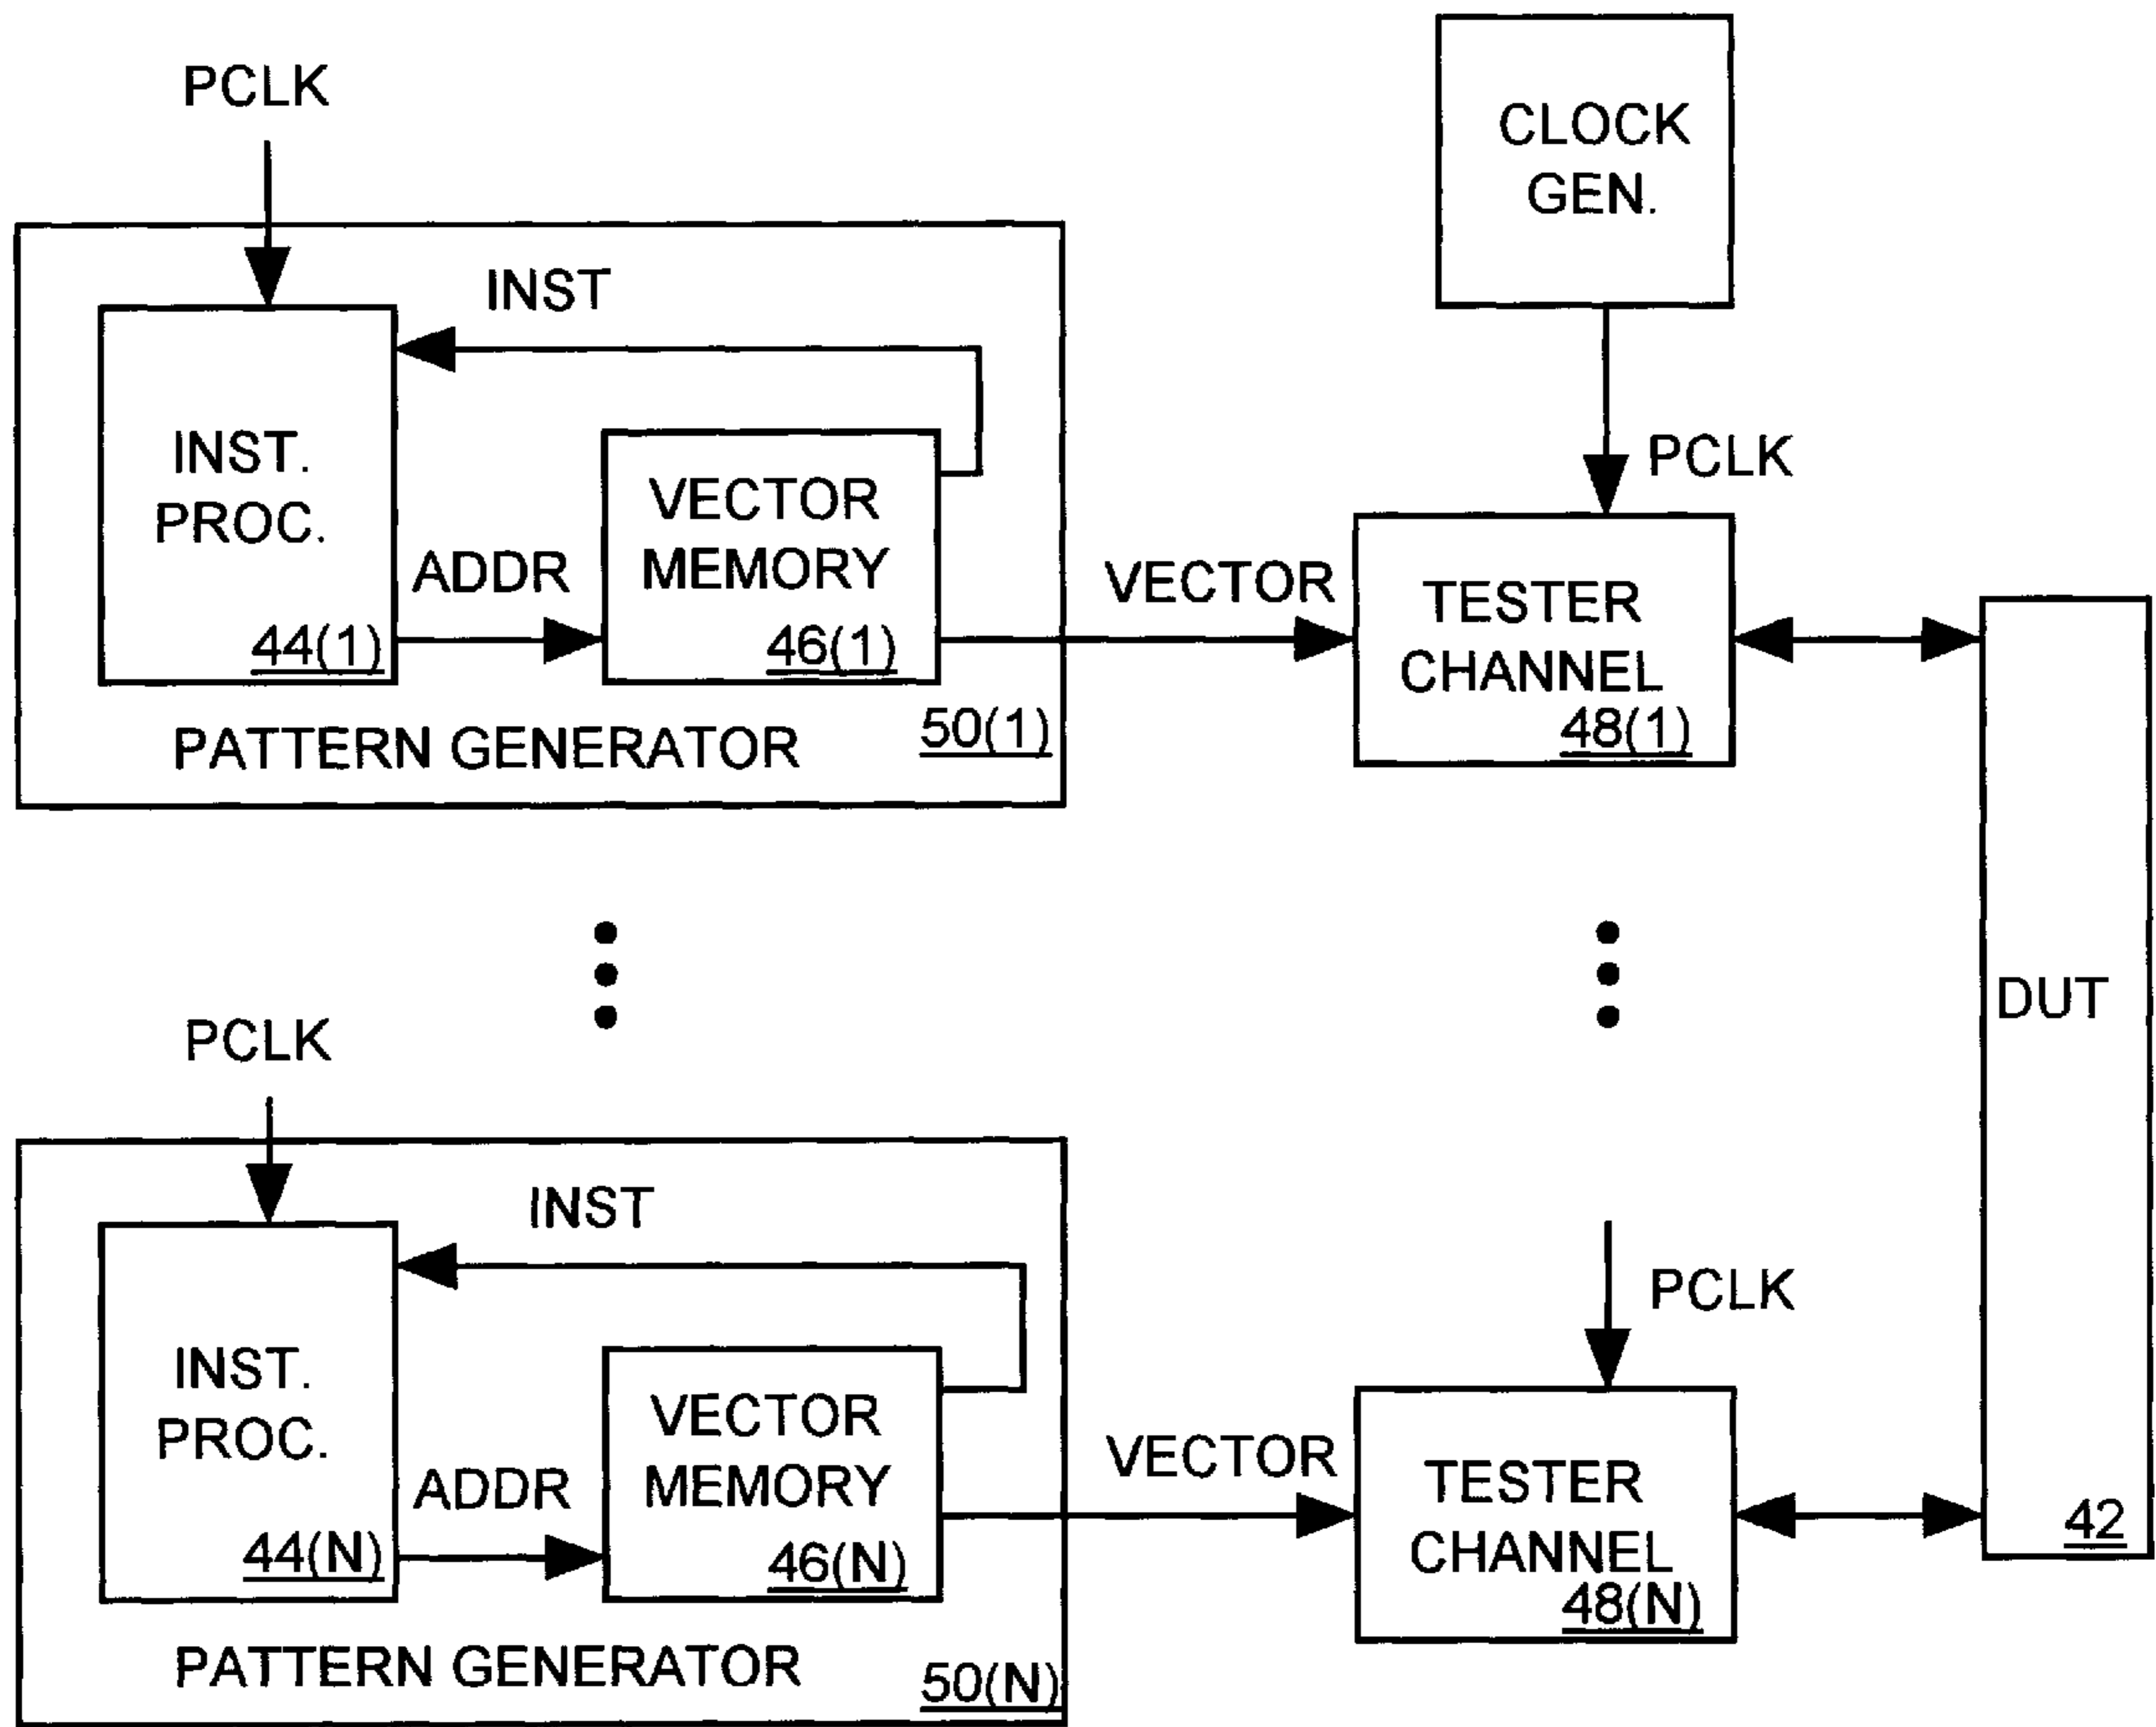 PCLK
CLOCK
GEN.
INST
INST.
PROC.
ADDR
44(1)
VECTOR
MEMORY
46(1)
PATTERN GENERATOR
50(1)
VECTOR
PCLK
TESTER
CHANNEL
48(1)
DUT
42
PCLK
INST
INST.
PROC.
ADDR
44(N)
VECTOR
MEMORY
46(N)
PATTERN GENERATOR
50(N)
VECTOR
PCLK
TESTER
CHANNEL
48(N)